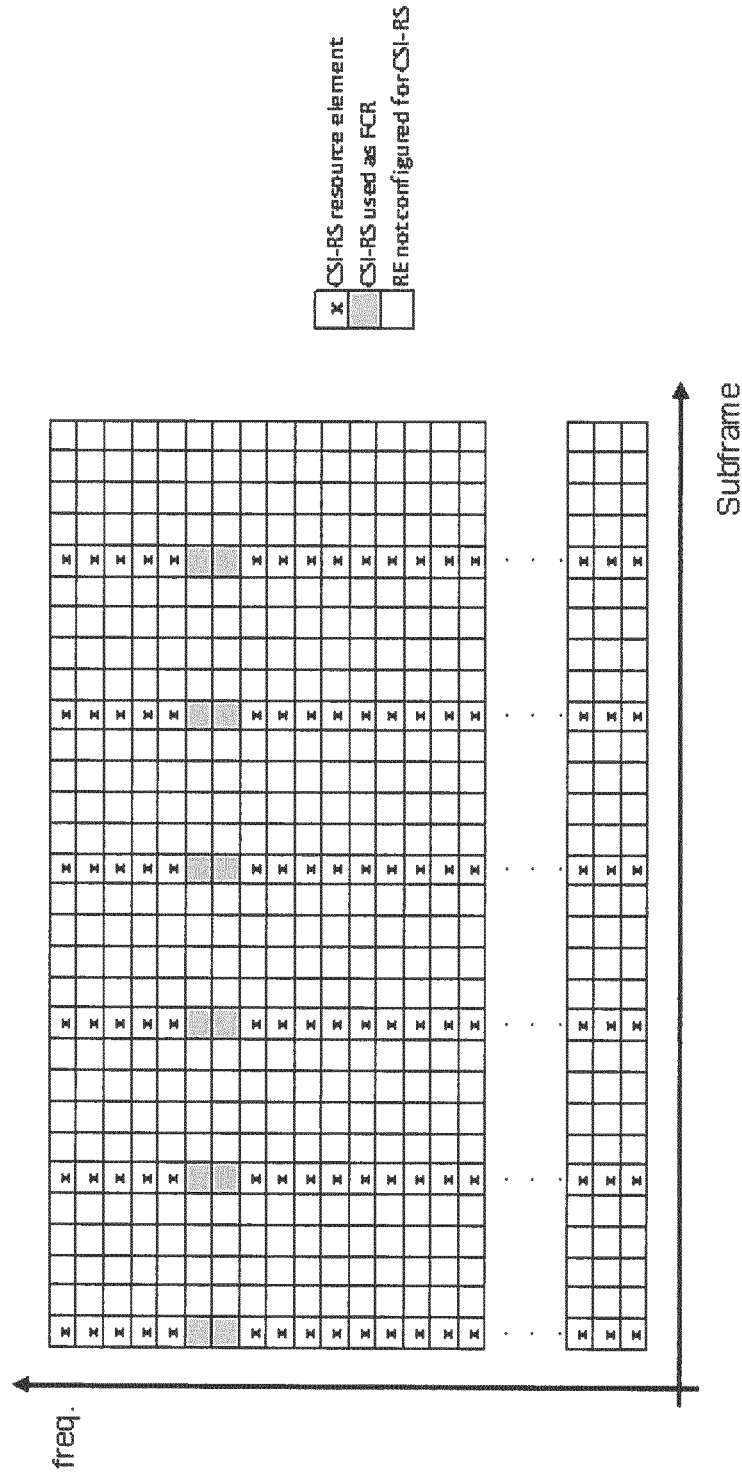 freq.
Subframe
x CSI-RS resource element
CSI-RS used as FCR
RE not configured for CSI-RS